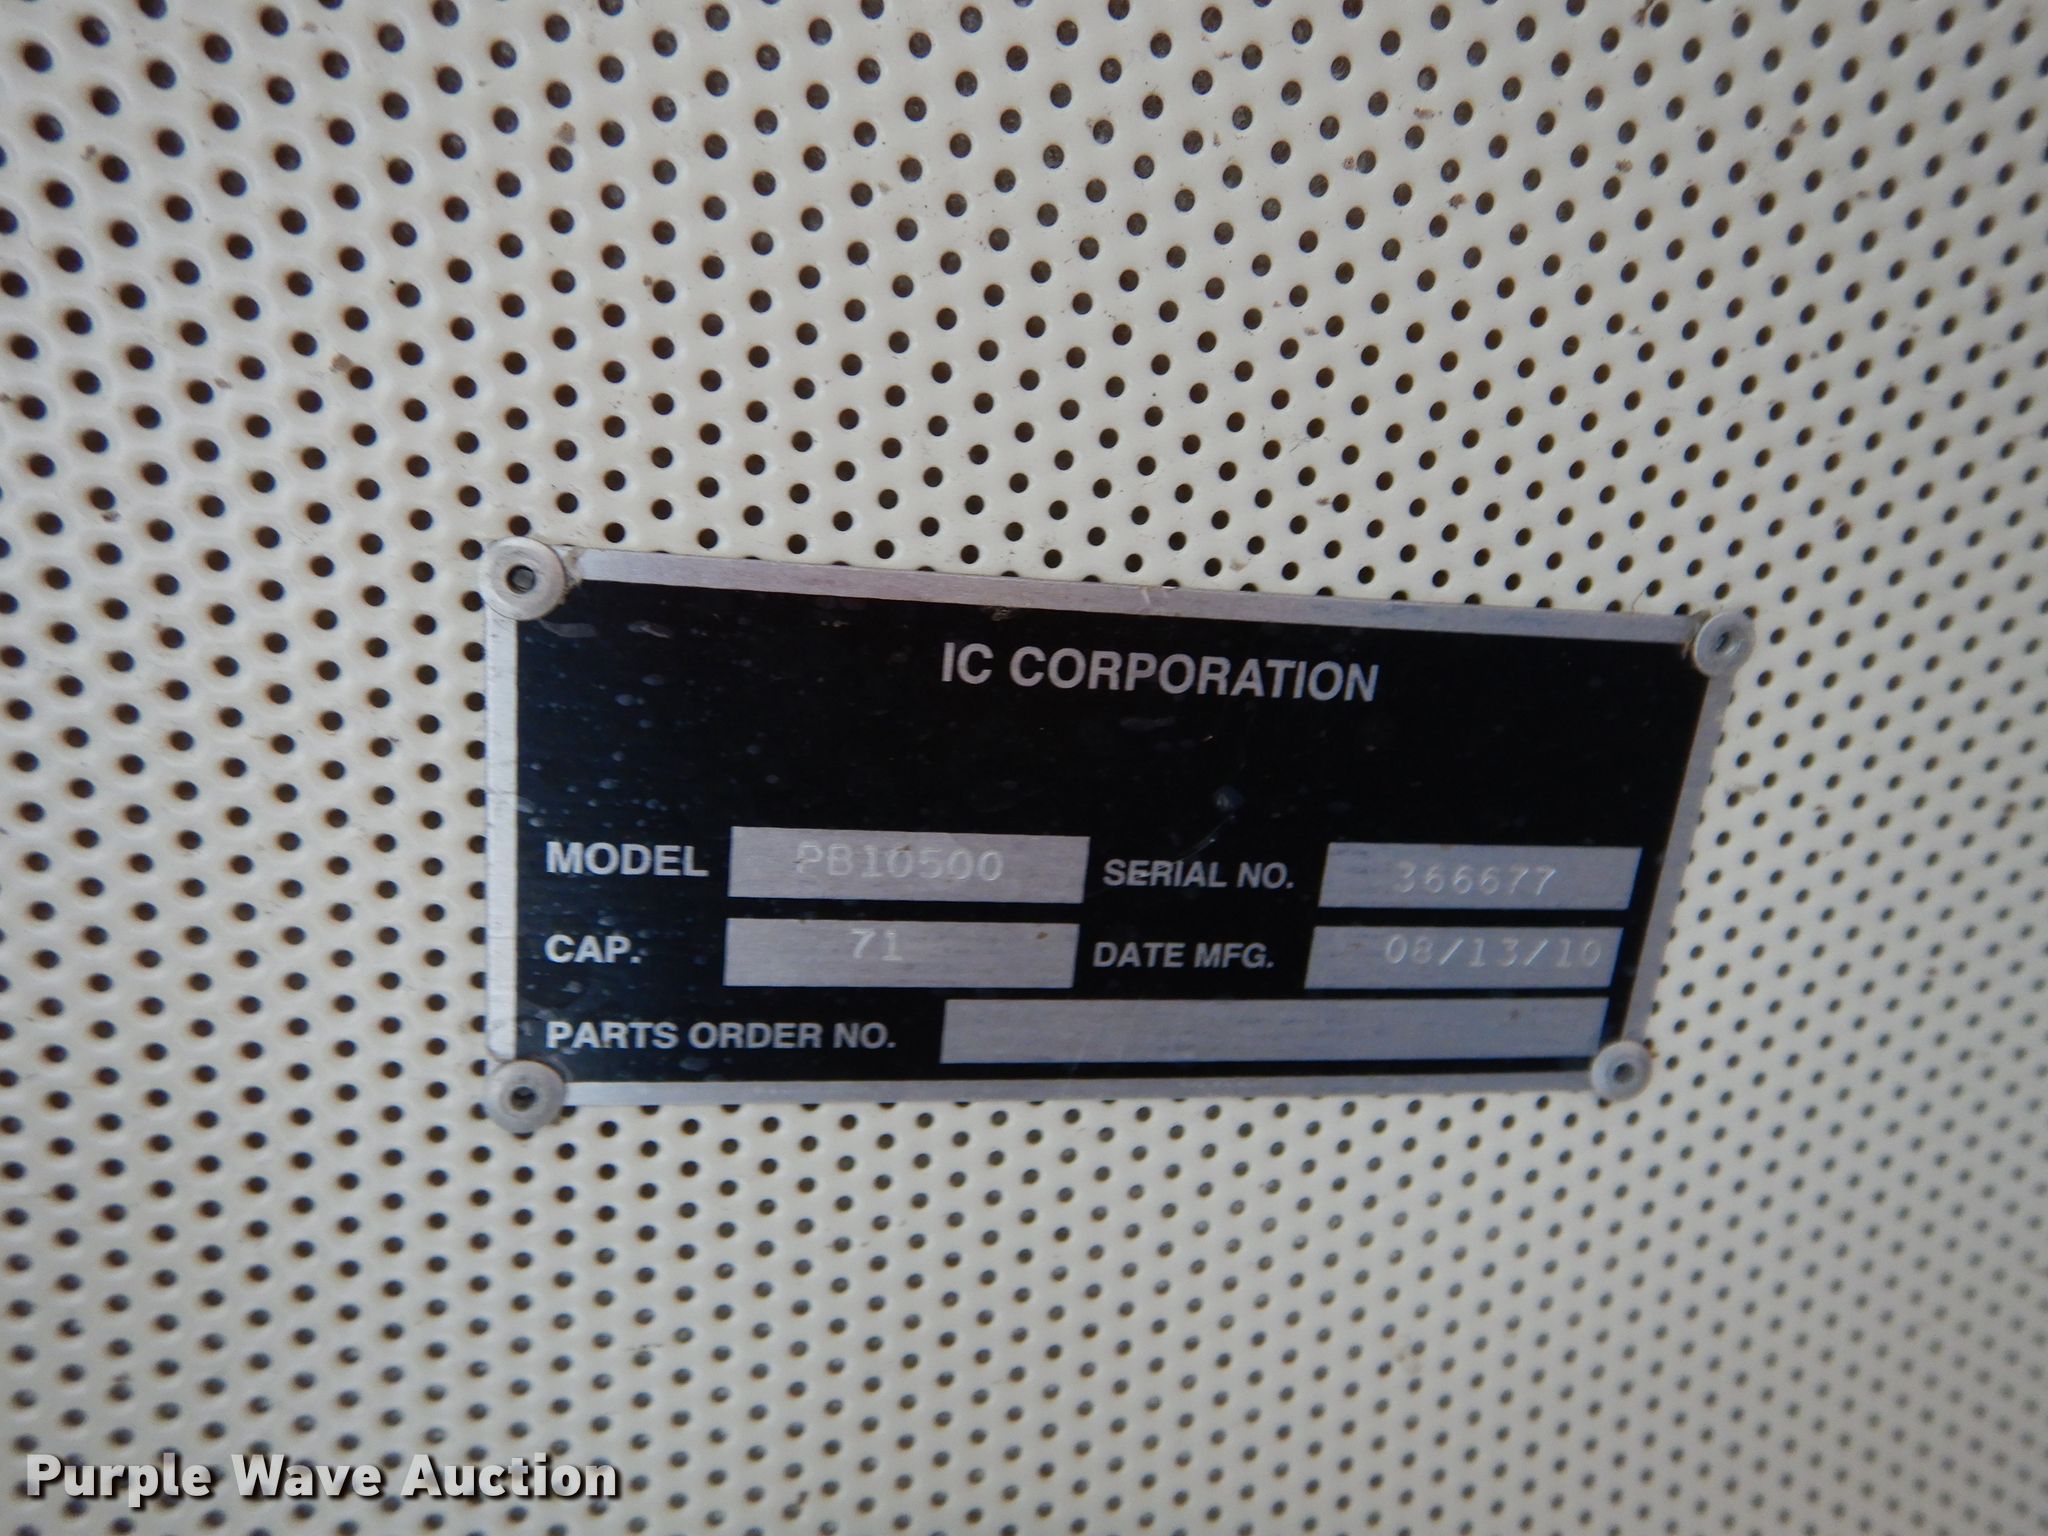 IC CORPORATION
MODEL PB10500 SERIAL NO. 366677
CAP. 71 DATE MFG. 08/13/10
PARTS ORDER NO.
Purple Wave Auction